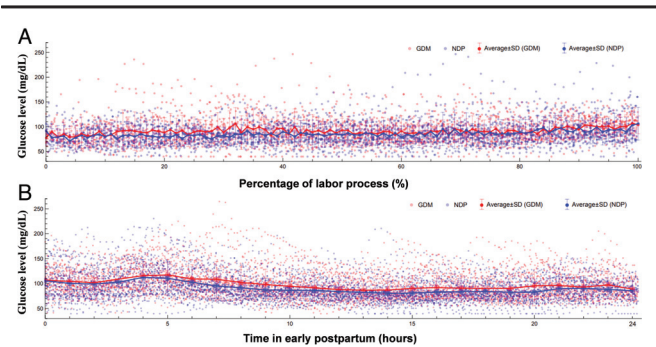 A
GDM NDP Average±SD (GDM) Average±SD (NDP)
Glucose level (mg/dL)
250
200
150
100
50
0 20 40 60 80 100
Percentage of labor process (%)
B
GDM NDP Average±SD (GDM) Average±SD (NDP)
Glucose level (mg/dL)
250
200
150
100
50
0 5 10 15 20 24
Time in early postpartum (hours)